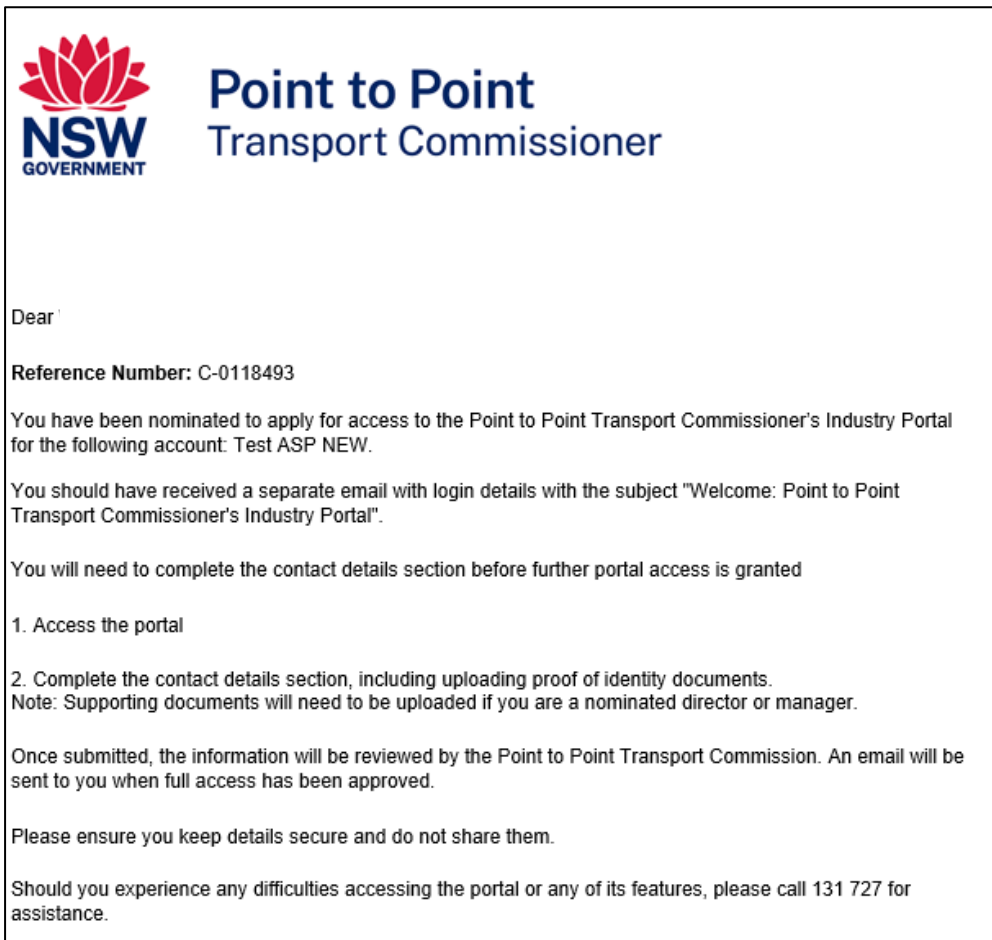 NSW
GOVERNMENT
Point to Point
Transport Commissioner
Dear
Reference Number: C-0118493
You have been nominated to apply for access to the Point to Point Transport Commissioner's Industry Portal
for the following account: Test ASP NEW.
You should have received a separate email with login details with the subject "Welcome: Point to Point
Transport Commissioner's Industry Portal".
You will need to complete the contact details section before further portal access is granted
1. Access the portal
2. Complete the contact details section, including uploading proof of identity documents.
Note: Supporting documents will need to be uploaded if you are a nominated director or manager.
Once submitted, the information will be reviewed by the Point to Point Transport Commission. An email will be
sent to you when full access has been approved.
Please ensure you keep details secure and do not share them.
Should you experience any difficulties accessing the portal or any of its features, please call 131 727 for
assistance.